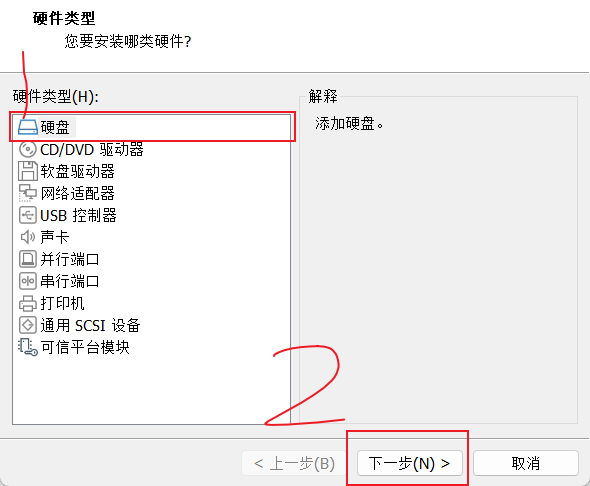 硬件类型
您要安装哪类硬件?
硬件类型(H):
解释
硬盘
添加硬盘。
CD/DVD 驱动器
软盘驱动器
网络适配器
USB 控制器
声卡
并行端口
串行端口
打印机
通用 SCSI 设备
可信平台模块
1
2
< 上一步(B)
下一步(N) >
取消